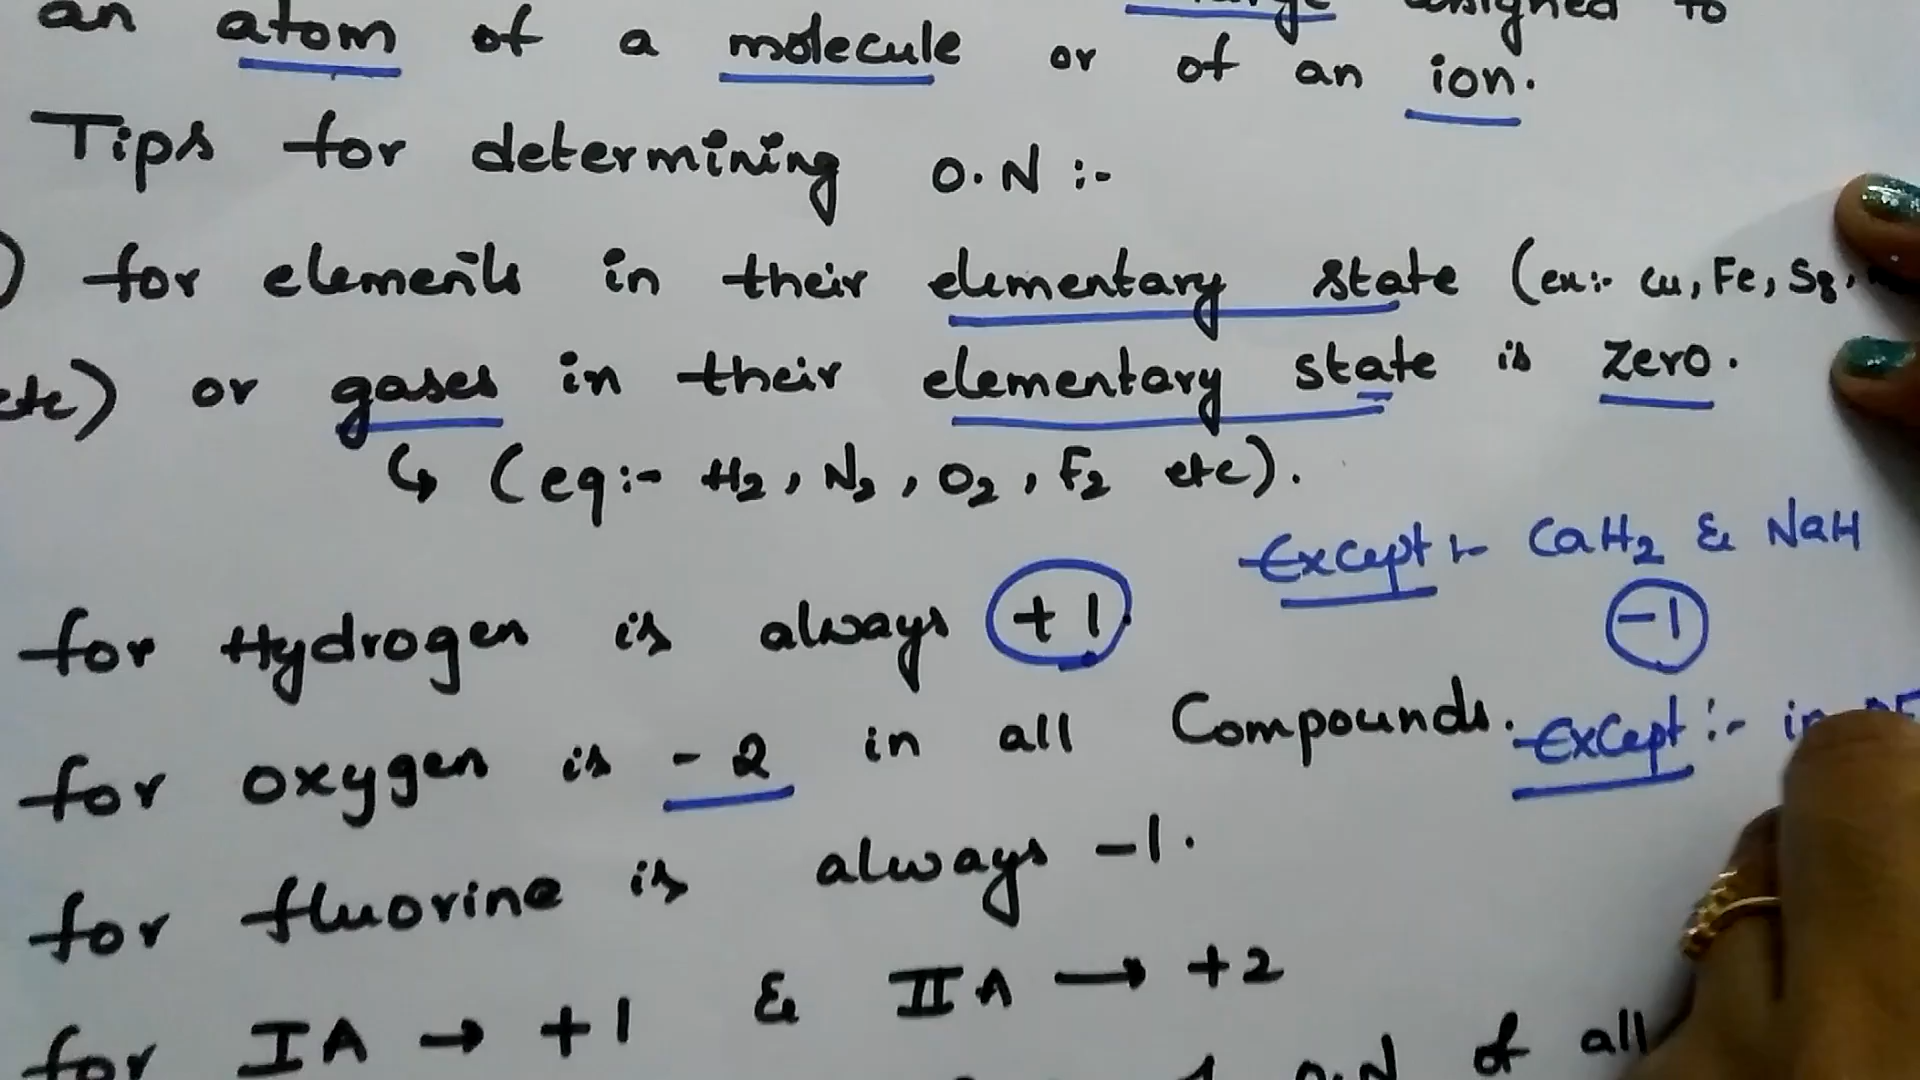 an atom of a molecule or of an ion.
assigned to
Tips for determining O.N :-
) for elements in their elementary state (ex:- Cu, Fe, S8,
etc) or gases in their elementary state is Zero.
↳ (eg:- H2, N2, O2, F2 etc).
Except :- CaH2 & NaH
for Hydrogen is always +1
-1
for oxygen is -2 in all Compounds. Except :- in
for fluorine is always -1.
for IA → +1 & IIA → +2
O.N of all